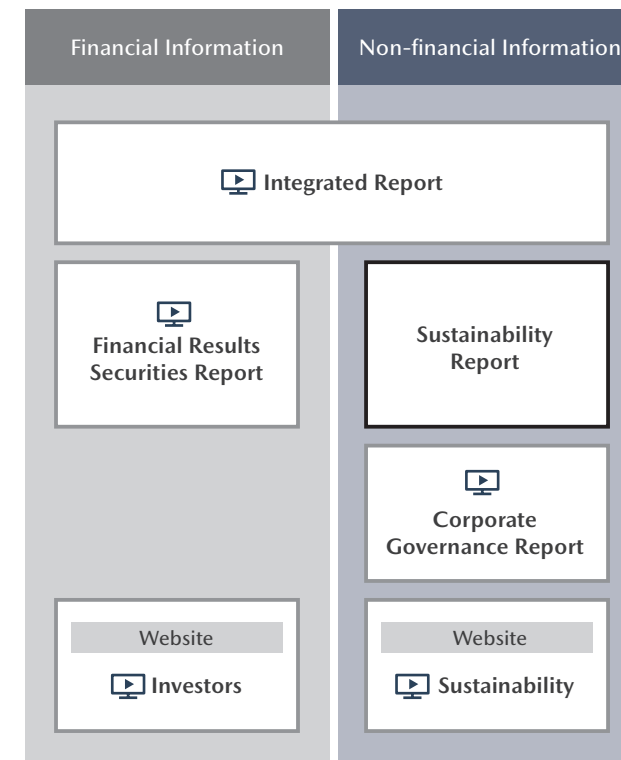 Financial Information
Non-financial Information
Integrated Report
Financial Results
Securities Report
Sustainability
Report
Corporate
Governance Report
Website
Investors
Website
Sustainability